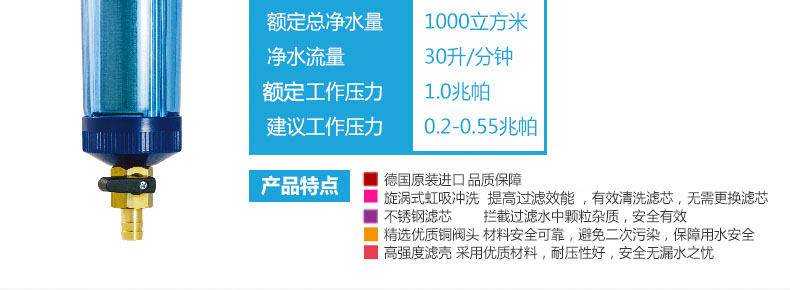 额定总净水量 1000立方米
净水流量 30升/分钟
额定工作压力 1.0兆帕
建议工作压力 0.2-0.55兆帕
产品特点
德国原装进口 品质保障
旋涡式虹吸冲洗 提高过滤效能，有效清洗滤芯，无需更换滤芯
不锈钢滤芯 拦截过滤水中颗粒杂质，安全有效
精选优质铜阀头 材料安全可靠，避免二次污染，保障用水安全
高强度滤壳 采用优质材料，耐压性好，安全无漏水之忧